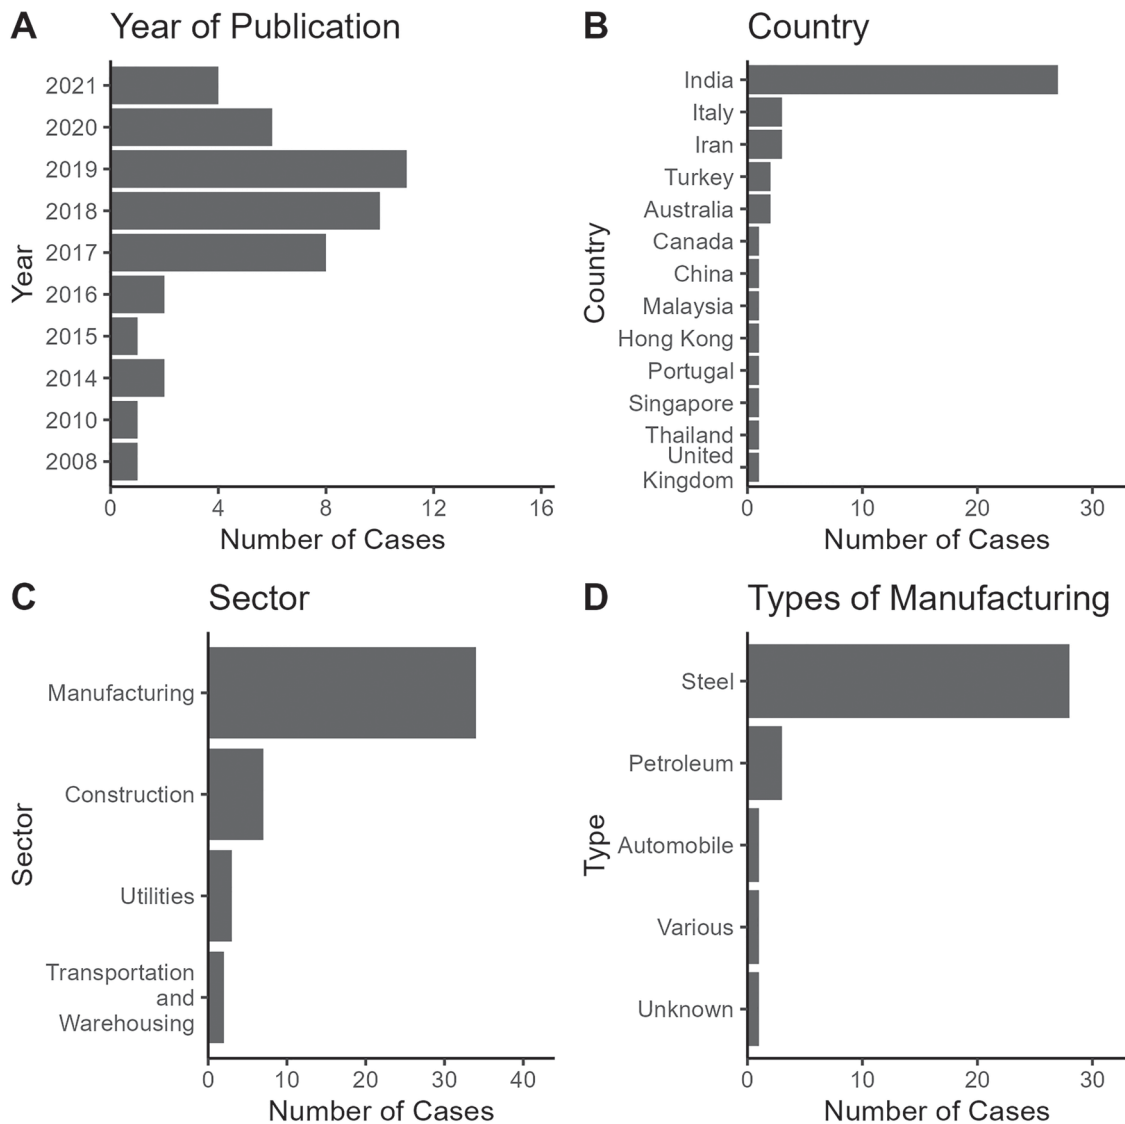 A Year of Publication
2021
2020
2019
2018
2017
2016
2015
2014
2010
2008
Year
0 4 8 12 16
Number of Cases
B Country
India
Italy
Iran
Turkey
Australia
Canada
China
Malaysia
Hong Kong
Portugal
Singapore
Thailand
United
Kingdom
Country
0 10 20 30
Number of Cases
C Sector
Manufacturing
Construction
Utilities
Transportation
and
Warehousing
Sector
0 10 20 30 40
Number of Cases
D Types of Manufacturing
Steel
Petroleum
Automobile
Various
Unknown
Type
0 10 20 30
Number of Cases